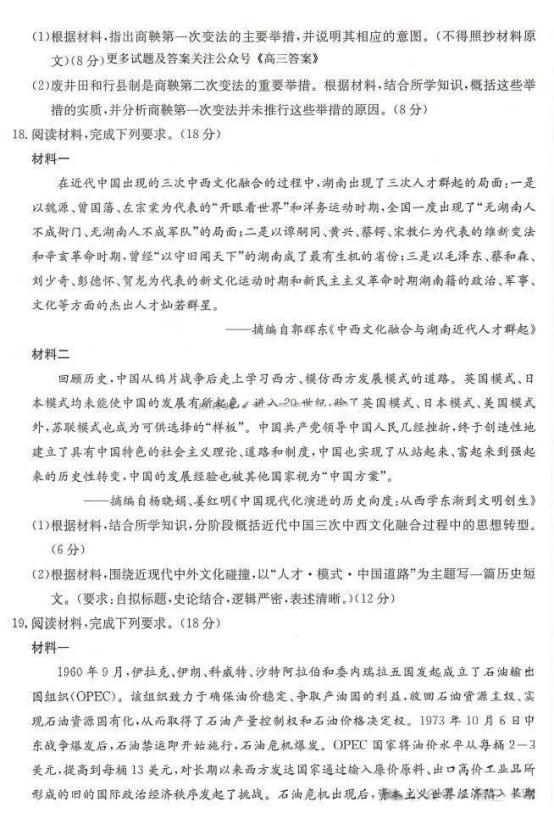 (1)根据材料,指出商鞅第一次变法的主要举措,并说明其相应的意图。(不得照抄材料原
文)(8分)更多试题及答案关注公众号《高三答案》
(2)废井田和行县制是商鞅第二次变法的重要举措。根据材料,结合所学知识,概括这些举
措的实质,并分析商鞅第一次变法并未推行这些举措的原因。(8分)
18.阅读材料,完成下列要求。(18分)
材料一
在近代中国出现的三次中西文化融合的过程中,湖南出现了三次人才群起的局面:一是
以魏源、曾国藩、左宗棠为代表的“开眼看世界”和洋务运动时期,全国一度出现了“无湖南人
不成衙门、无湖南人不成军队”的局面;二是以谭嗣同、黄兴、蔡锷、宋教仁为代表的维新变法
和辛亥革命时期,曾经“以守旧闻天下”的湖南成了最有生机的省份;三是以毛泽东、蔡和森、
刘少奇、彭德怀、贺龙为代表的新文化运动时期和新民主主义革命时期湖南籍的政治、军事、
文化等方面的杰出人才灿若群星。
——摘编自郭辉东《中西文化融合与湖南近代人才群起》
材料二
回顾历史,中国从鸦片战争后走上学习西方、模仿西方发展模式的道路。英国模式、日
本模式均未能使中国的发展有所起色。进入20世纪,除了英国模式、日本模式、美国模式
外,苏联模式也成为可供选择的“样板”。中国共产党领导中国人民几经挫折,终于创造性地
建立了具有中国特色的社会主义理论、道路和制度,中国也实现了从站起来、富起来到强起
来的历史性转变,中国的发展经验也被其他国家视为“中国方案”。
——摘编自杨晓娟、姜红明《中国现代化演进的历史向度:从西学东渐到文明创生》
(1)根据材料,结合所学知识,分阶段概括近代中国三次中西文化融合过程中的思想转型。
(6分)
(2)根据材料,围绕近现代中外文化碰撞,以“人才·模式·中国道路”为主题写一篇历史短
文。(要求:自拟标题,史论结合,逻辑严密,表述清晰。)(12分)
19.阅读材料,完成下列要求。(18分)
材料一
1960年9月,伊拉克、伊朗、科威特、沙特阿拉伯和委内瑞拉五国发起成立了石油输出
国组织(OPEC)。该组织致力于确保油价稳定、争取产油国的利益,收回石油资源主权、实
现石油资源国有化,从而取得了石油产量控制权和石油价格决定权。1973年10月6日中
东战争爆发后,石油禁运即开始施行,石油危机爆发。OPEC国家将油价水平从每桶2—3
美元,提高到每桶13美元,对长期以来西方发达国家通过输入廉价原料、出口高价工业品所
形成的旧的国际政治经济秩序发起了挑战。石油危机出现后,资本主义世界经济陷入长期